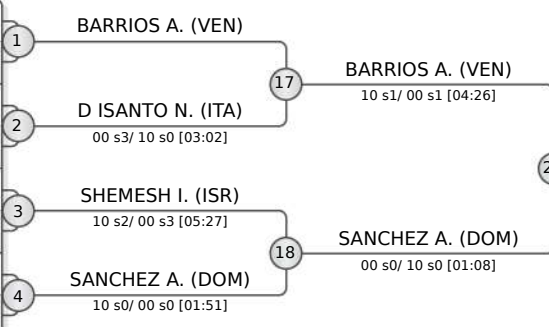 BARRIOS A. (VEN)
1
17
BARRIOS A. (VEN)
10 s1/ 00 s1 [04:26]
D ISANTO N. (ITA)
2
00 s3/ 10 s0 [03:02]
2
SHEMESH I. (ISR)
3
10 s2/ 00 s3 [05:27]
18
SANCHEZ A. (DOM)
00 s0/ 10 s0 [01:08]
SANCHEZ A. (DOM)
4
10 s0/ 00 s0 [01:51]